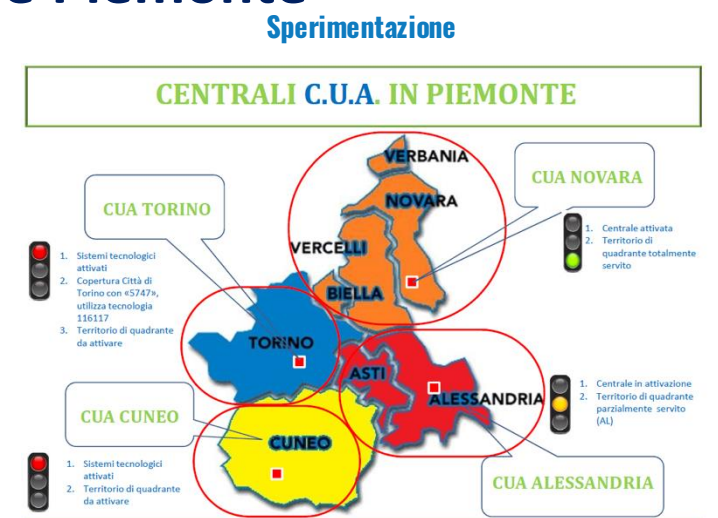 e Piemonte
Sperimentazione
CENTRALI C.U.A. IN PIEMONTE
VERBANIA
CUA NOVARA
NOVARA
CUA TORINO
1. Centrale attivata
2. Territorio di
quadrante totalmente
servito
VERCELLI
1. Sistemi tecnologici
attivati
2. Copertura Città di
Torino con «5747»,
utilizza tecnologia
116117
3. Territorio di quadrante
da attivare
BIELLA
TORINO
ASTI
ALESSANDRIA
1. Centrale in attivazione
2. Territorio di quadrante
parzialmente servito
(AL)
CUA CUNEO
CUNEO
1. Sistemi tecnologici
attivati
2. Territorio di quadrante
da attivare
CUA ALESSANDRIA